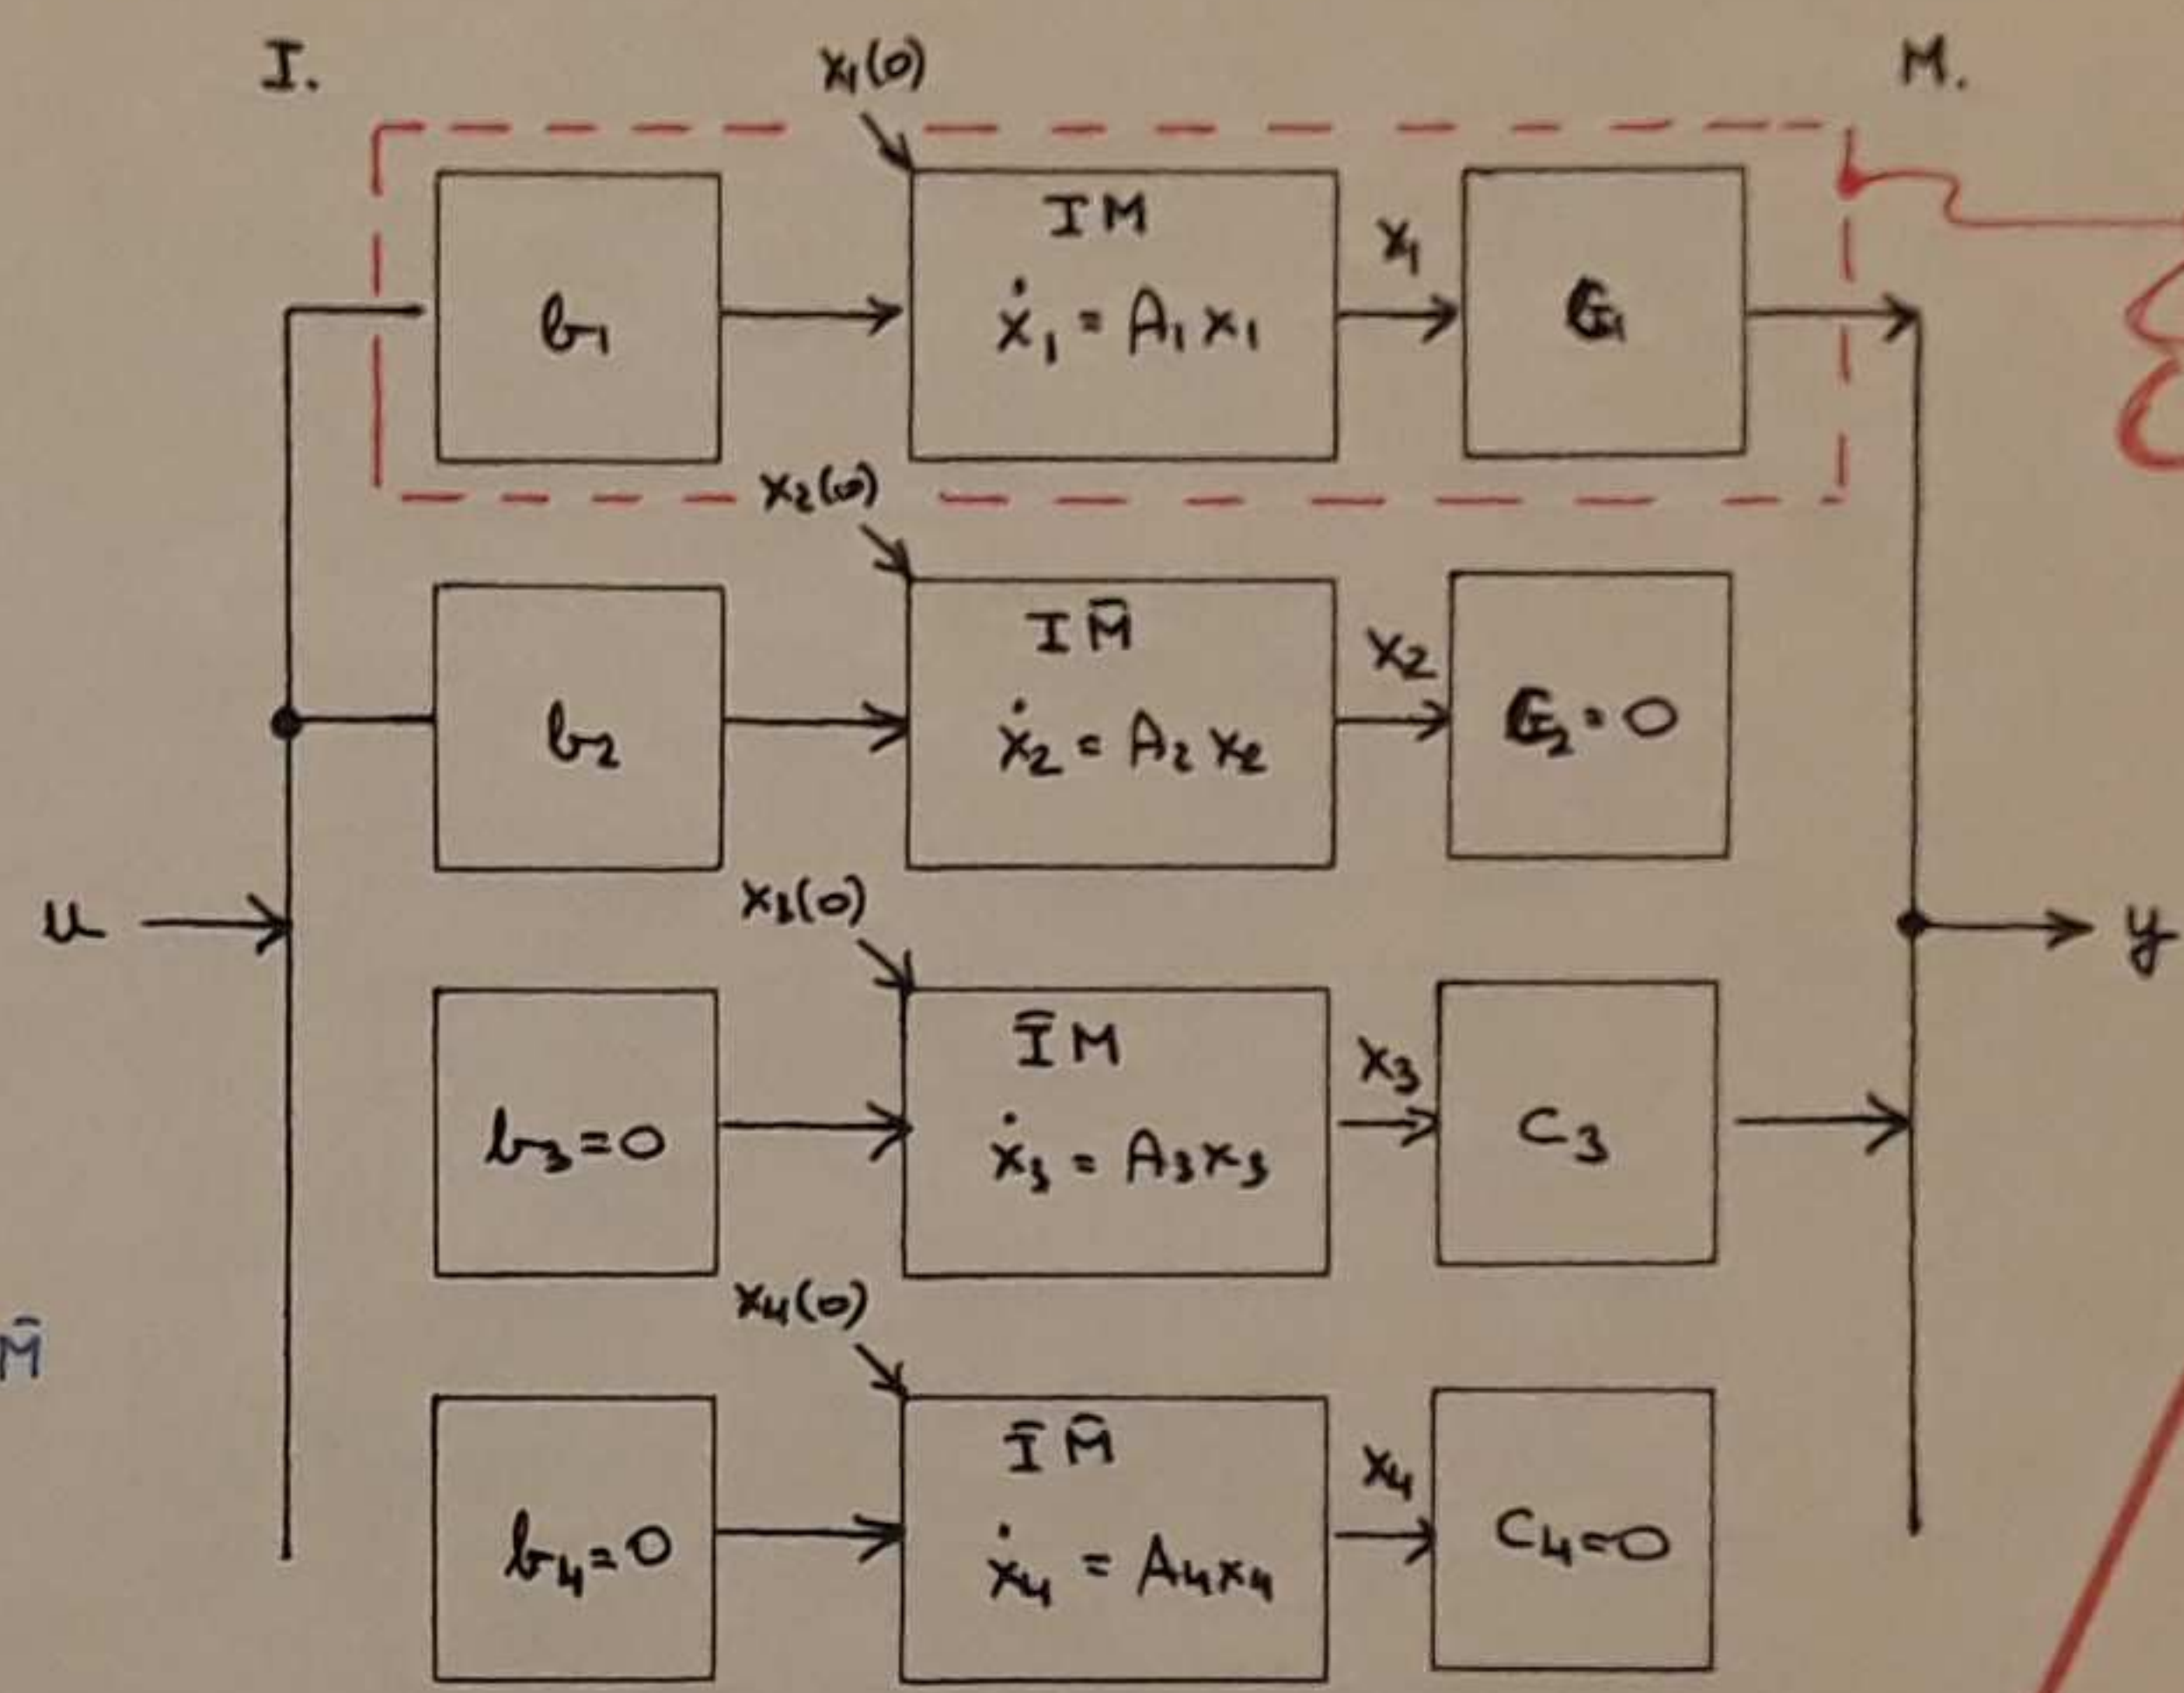 I.
x₁(0)
M.
b₁
IM
ẋ₁ = A₁x₁
x₁
C₁
x₂(0)
b₂
IM̄
ẋ₂ = A₂x₂
x₂
C₂=0
u
x₃(0)
y
b₃=0
ĪM
ẋ₃ = A₃x₃
x₃
C₃
x₄(0)
M̄
b₄=0
ĪM̄
ẋ₄ = A₄x₄
x₄
C₄=0